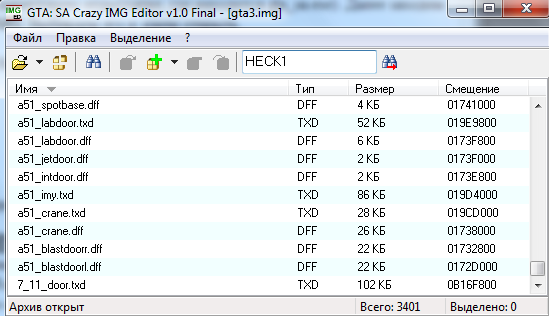 GTA: SA Crazy IMG Editor v1.0 Final - [gta3.img]
Файл Правка Выделение ?
HECK1
Имя Тип Размер Смещение
a51_spotbase.dff DFF 4 КБ 01741000
a51_labdoor.txd TXD 52 КБ 019E9800
a51_labdoor.dff DFF 6 КБ 0173F800
a51_jetdoor.dff DFF 2 КБ 0173F000
a51_intdoor.dff DFF 2 КБ 0173E800
a51_imy.txd TXD 86 КБ 019D4000
a51_crane.txd TXD 28 КБ 019CD000
a51_crane.dff DFF 26 КБ 01738000
a51_blastdoorr.dff DFF 22 КБ 01732800
a51_blastdoorl.dff DFF 22 КБ 0172D000
7_11_door.txd TXD 102 КБ 0B16F800
Архив открыт Всего: 3401 Выделено: 0